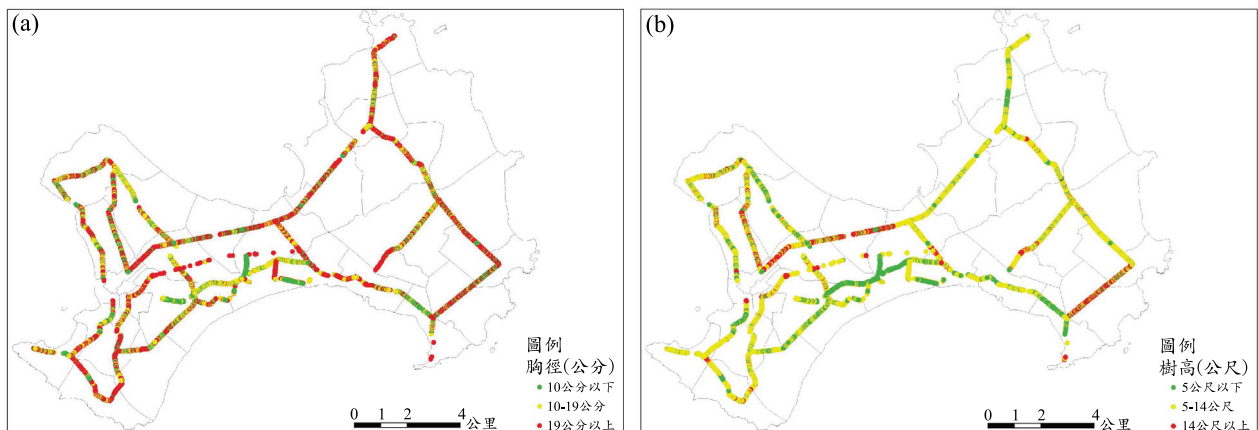 (a)
圖例
胸徑(公分)
10公分以下
10-19公分
19公分以上
0 1 2 4
公里
(b)
圖例
樹高(公尺)
5公尺以下
5-14公尺
14公尺以上
0 1 2 4
公里